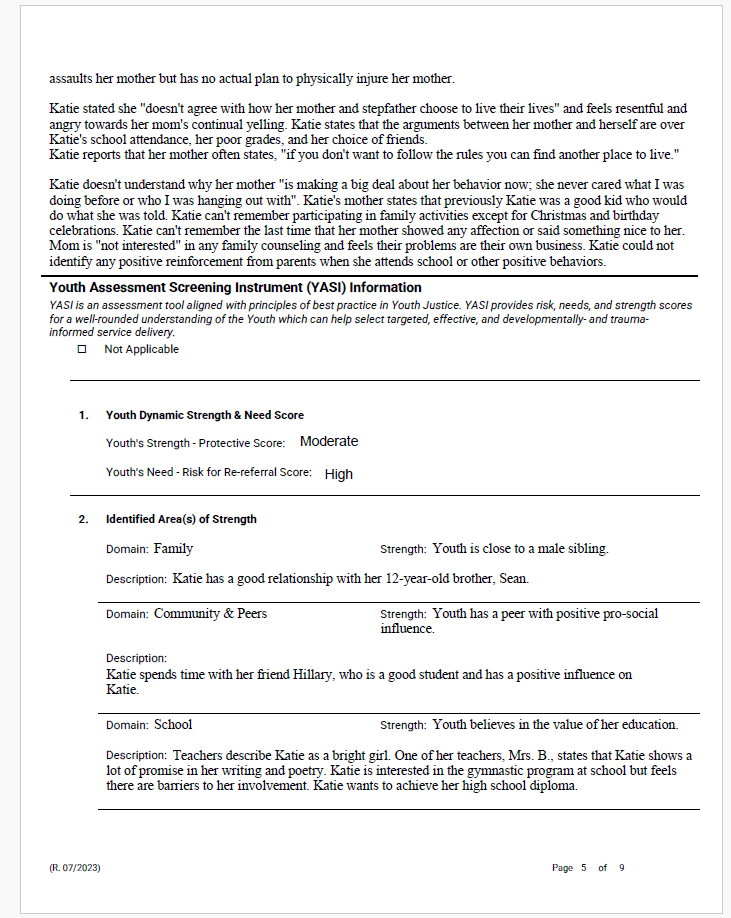 assaults her mother but has no actual plan to physically injure her mother.
Katie stated she "doesn't agree with how her mother and stepfather choose to live their lives" and feels resentful and
angry towards her mom's continual yelling. Katie states that the arguments between her mother and herself are over
Katie's school attendance, her poor grades, and her choice of friends.
Katie reports that her mother often states, "if you don't want to follow the rules you can find another place to live."
Katie doesn't understand why her mother "is making a big deal about her behavior now; she never cared what I was
doing before or who I was hanging out with". Katie's mother states that previously Katie was a good kid who would
do what she was told. Katie can't remember participating in family activities except for Christmas and birthday
celebrations. Katie can't remember the last time that her mother showed any affection or said something nice to her.
Mom is "not interested" in any family counseling and feels their problems are their own business. Katie could not
identify any positive reinforcement from parents when she attends school or other positive behaviors.
Youth Assessment Screening Instrument (YASI) Information
YASI is an assessment tool aligned with principles of best practice in Youth Justice. YASI provides risk, needs, and strength scores
for a well-rounded understanding of the Youth which can help select targeted, effective, and developmentally- and trauma-
informed service delivery.
☐ Not Applicable
1. Youth Dynamic Strength & Need Score
Youth's Strength - Protective Score: Moderate
Youth's Need - Risk for Re-referral Score: High
2. Identified Area(s) of Strength
Domain: Family Strength: Youth is close to a male sibling.
Description: Katie has a good relationship with her 12-year-old brother, Sean.
Domain: Community & Peers Strength: Youth has a peer with positive pro-social
influence.
Description:
Katie spends time with her friend Hillary, who is a good student and has a positive influence on
Katie.
Domain: School Strength: Youth believes in the value of her education.
Description: Teachers describe Katie as a bright girl. One of her teachers, Mrs. B., states that Katie shows a
lot of promise in her writing and poetry. Katie is interested in the gymnastic program at school but feels
there are barriers to her involvement. Katie wants to achieve her high school diploma.
(R. 07/2023) Page 5 of 9